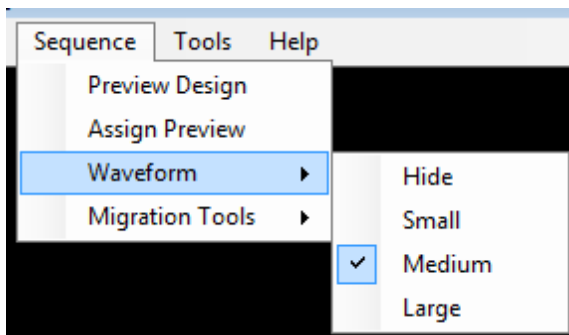 Sequence Tools Help
Preview Design
Assign Preview
Waveform
Migration Tools
Hide
Small
Medium
Large